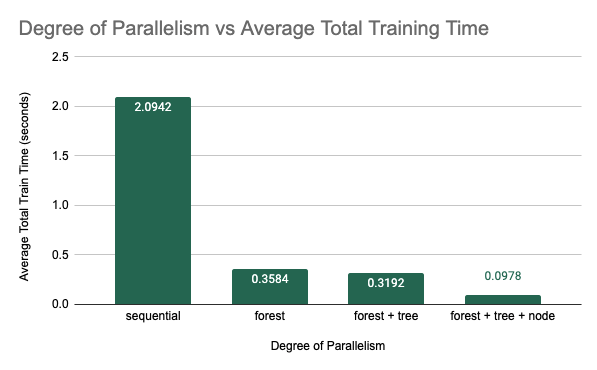 Degree of Parallelism vs Average Total Training Time
Average Total Train Time (seconds)
2.5
2.0
1.5
1.0
0.5
0.0
2.0942
0.3584
0.3192
0.0978
sequential
forest
forest + tree
forest + tree + node
Degree of Parallelism